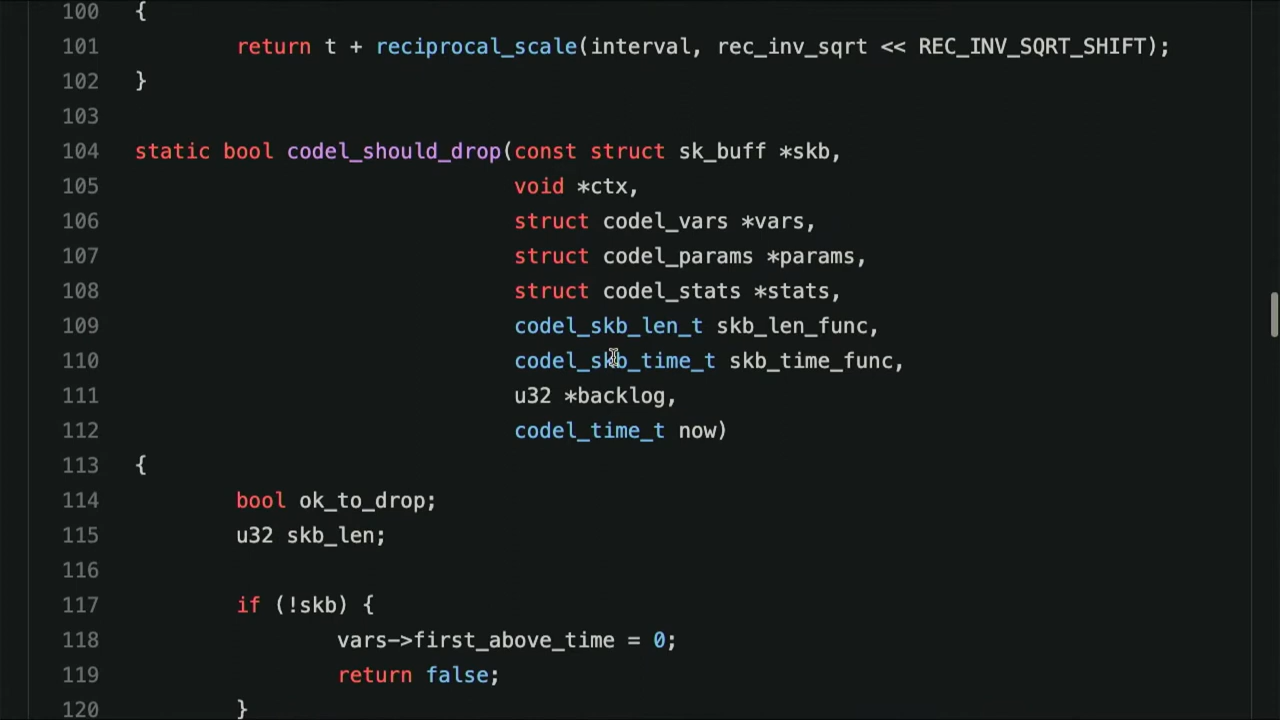 100 {
101 return t + reciprocal_scale(interval, rec_inv_sqrt << REC_INV_SQRT_SHIFT);
102 }
103
104 static bool codel_should_drop(const struct sk_buff *skb,
105 void *ctx,
106 struct codel_vars *vars,
107 struct codel_params *params,
108 struct codel_stats *stats,
109 codel_skb_len_t skb_len_func,
110 codel_skb_time_t skb_time_func,
111 u32 *backlog,
112 codel_time_t now)
113 {
114 bool ok_to_drop;
115 u32 skb_len;
116
117 if (!skb) {
118 vars->first_above_time = 0;
119 return false;
120 }